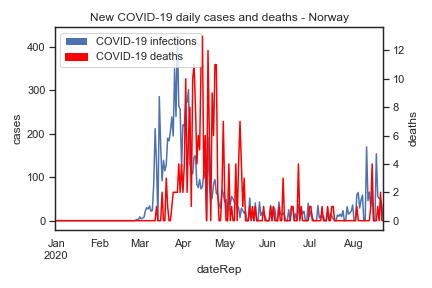 New COVID-19 daily cases and deaths - Norway
COVID-19 infections
COVID-19 deaths
400
300
200
100
0
cases
12
10
8
6
4
2
0
deaths
Jan Feb Mar Apr May Jun Jul Aug
2020
dateRep